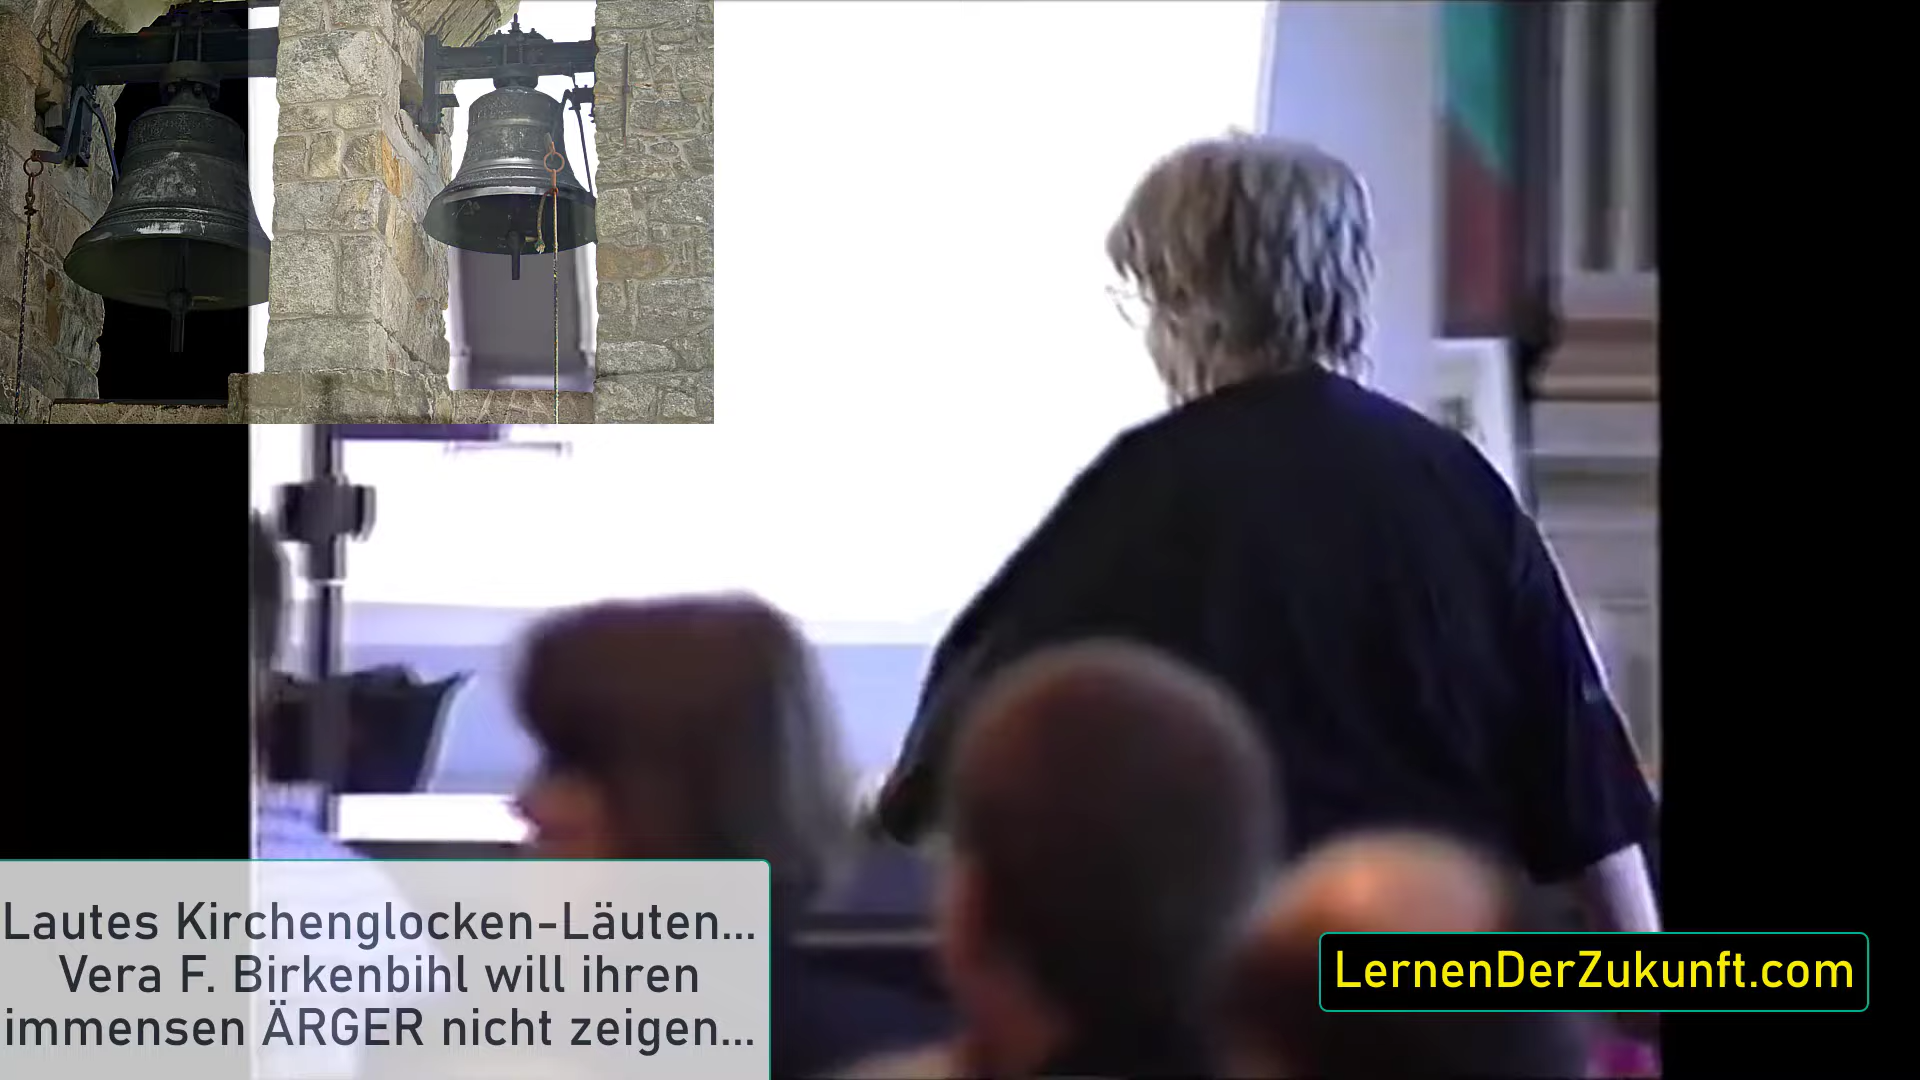 Lautes Kirchenglocken-Läuten...
Vera F. Birkenbihl will ihren
immensen ÄRGER nicht zeigen...
LernenDerZukunft.com